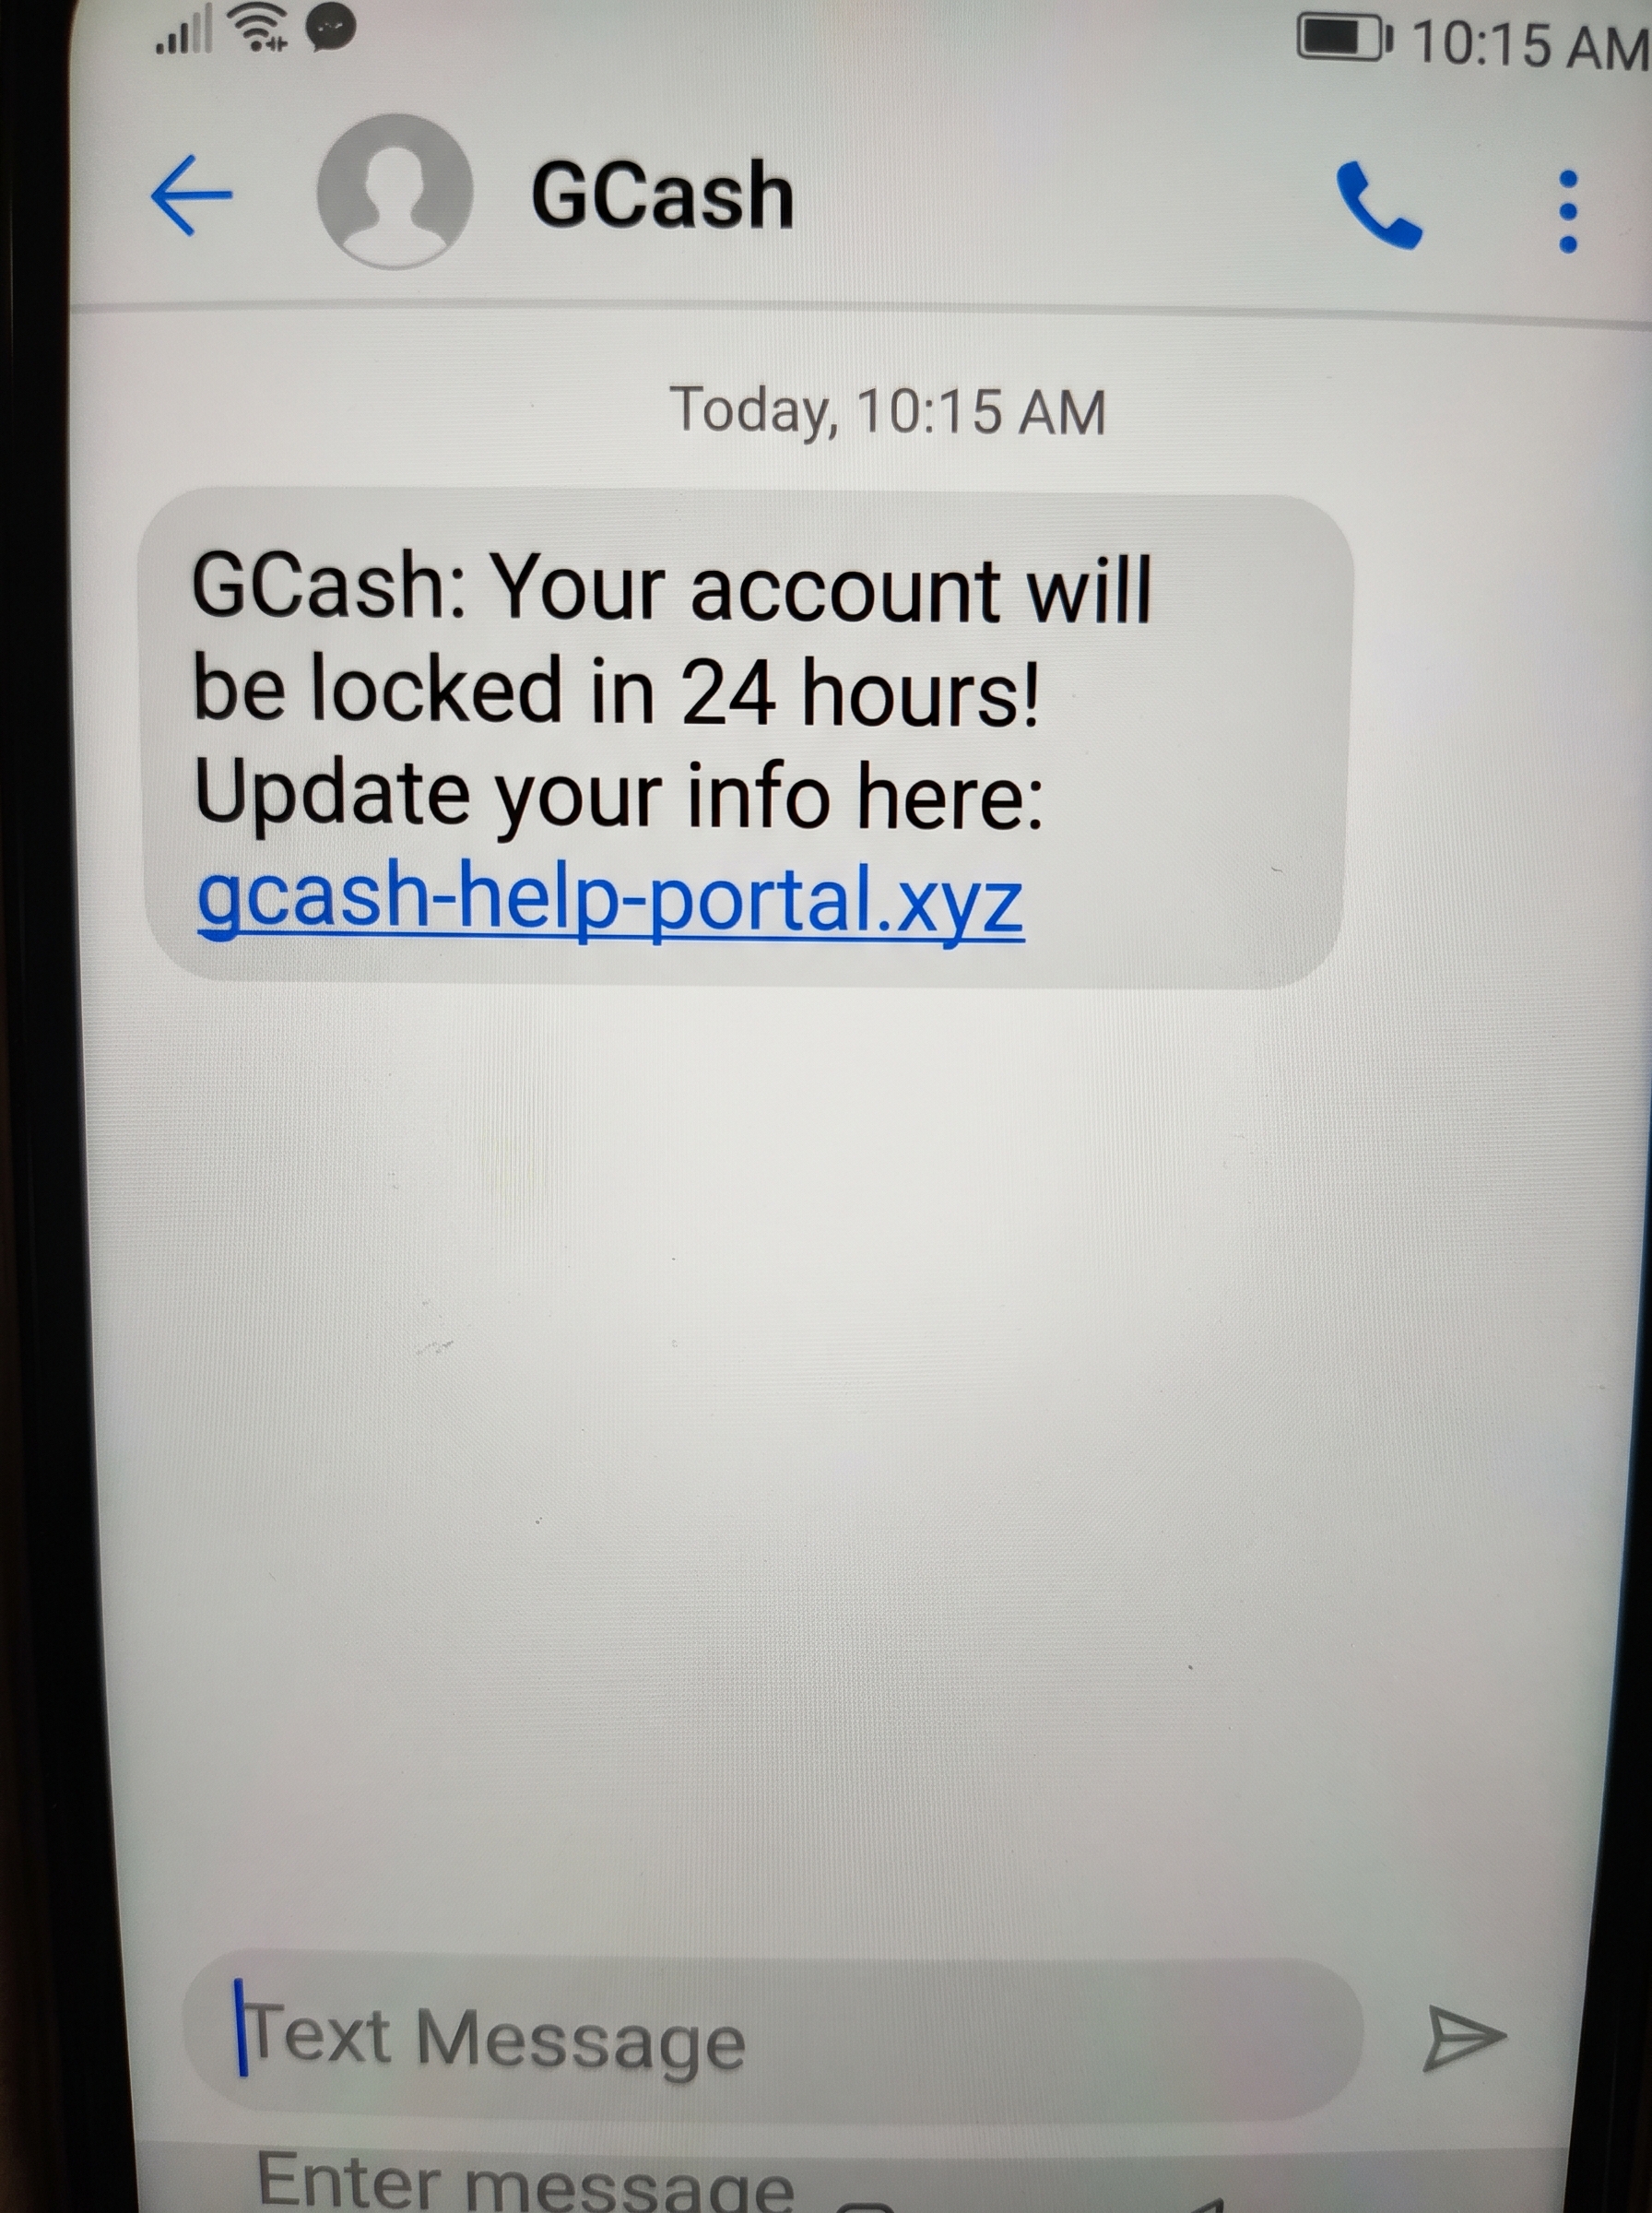 10:15 AM
GCash
Today, 10:15 AM
GCash: Your account will
be locked in 24 hours!
Update your info here:
gcash-help-portal.xyz
Text Message
Enter message